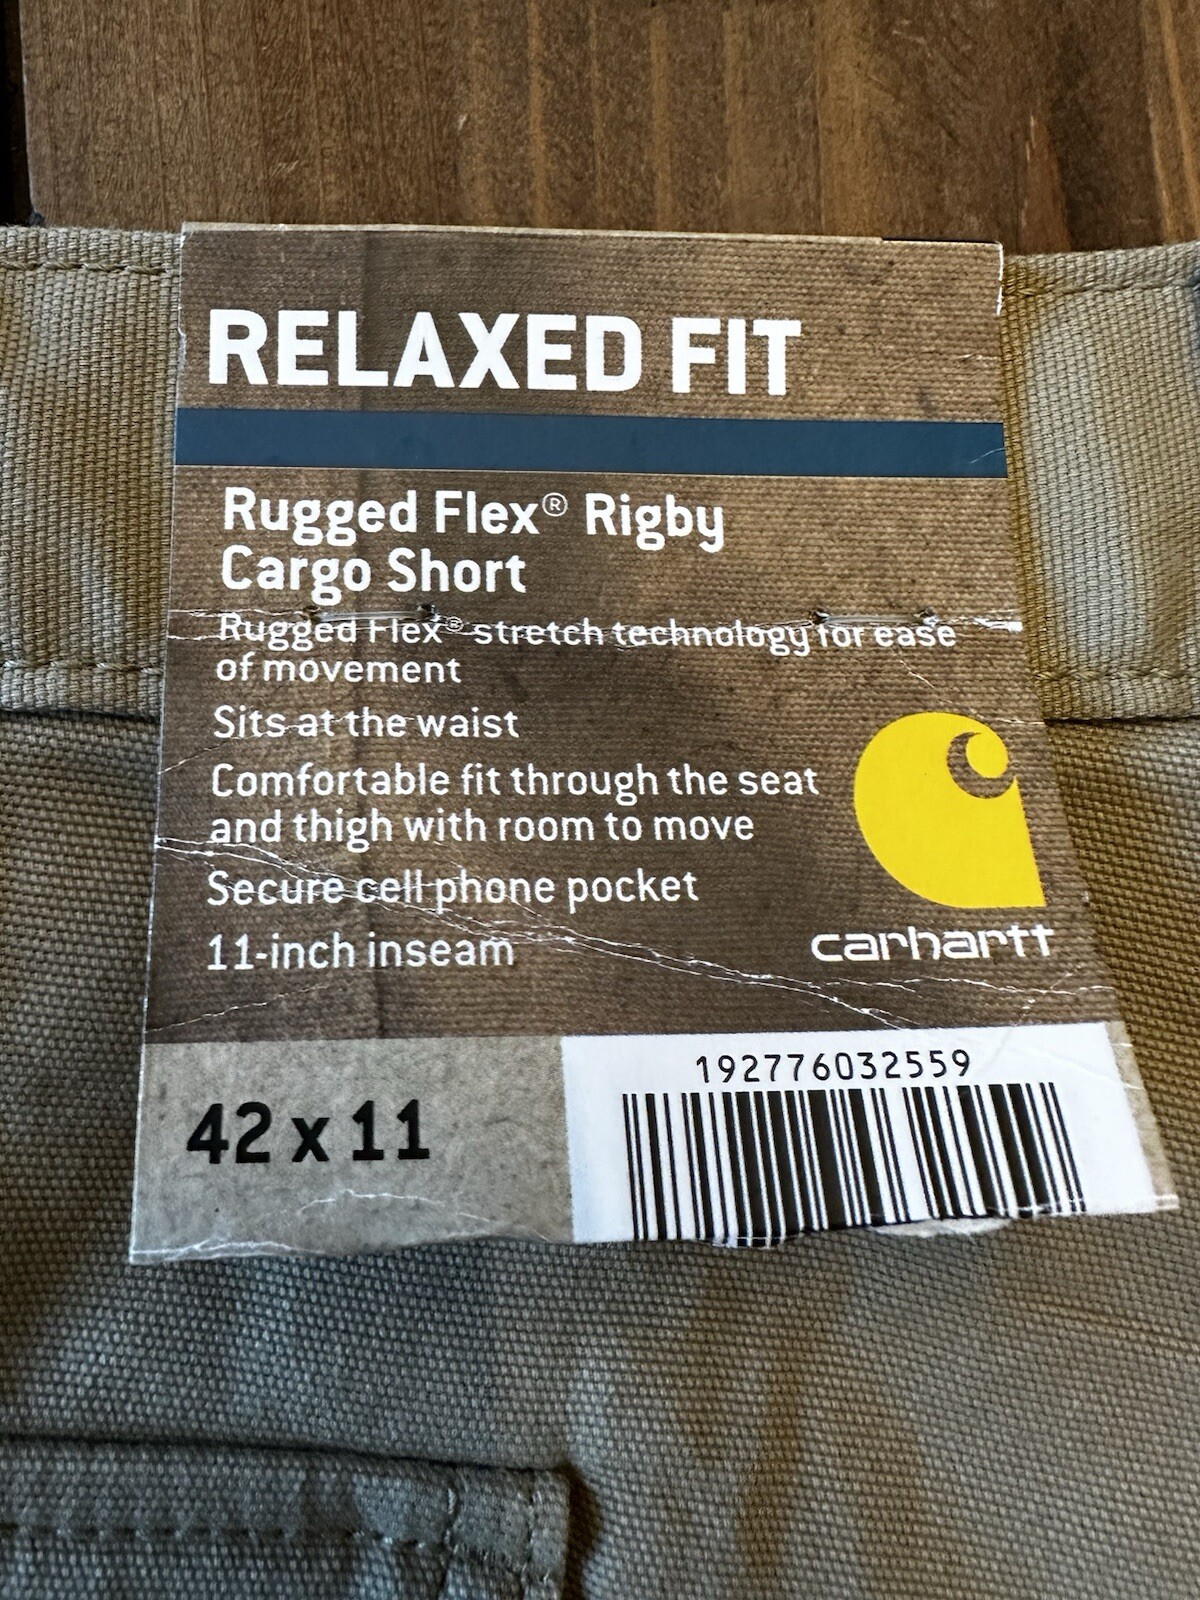 RELAXED FIT
Rugged Flex® Rigby
Cargo Short
Rugged Flex® stretch technology for ease
of movement
Sits at the waist
Comfortable fit through the seat
and thigh with room to move
Secure cell phone pocket
11-inch inseam
carhartt
192776032559
42 x 11